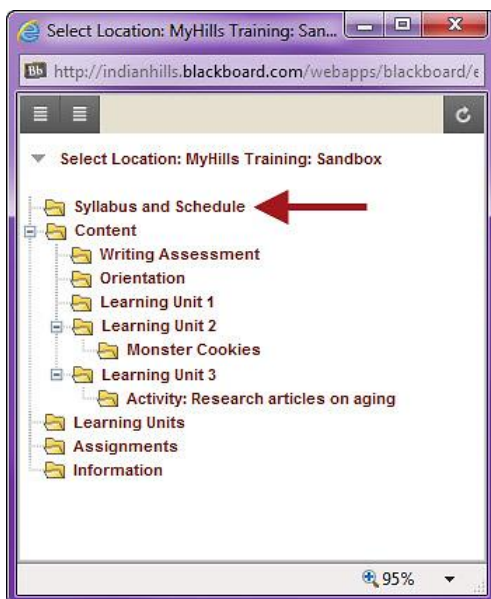 Select Location: MyHills Training: San...
Bb http://indianhills.blackboard.com/webapps/blackboard/e
Select Location: MyHills Training: Sandbox
Syllabus and Schedule
Content
Writing Assessment
Orientation
Learning Unit 1
Learning Unit 2
Monster Cookies
Learning Unit 3
Activity: Research articles on aging
Learning Units
Assignments
Information
95%